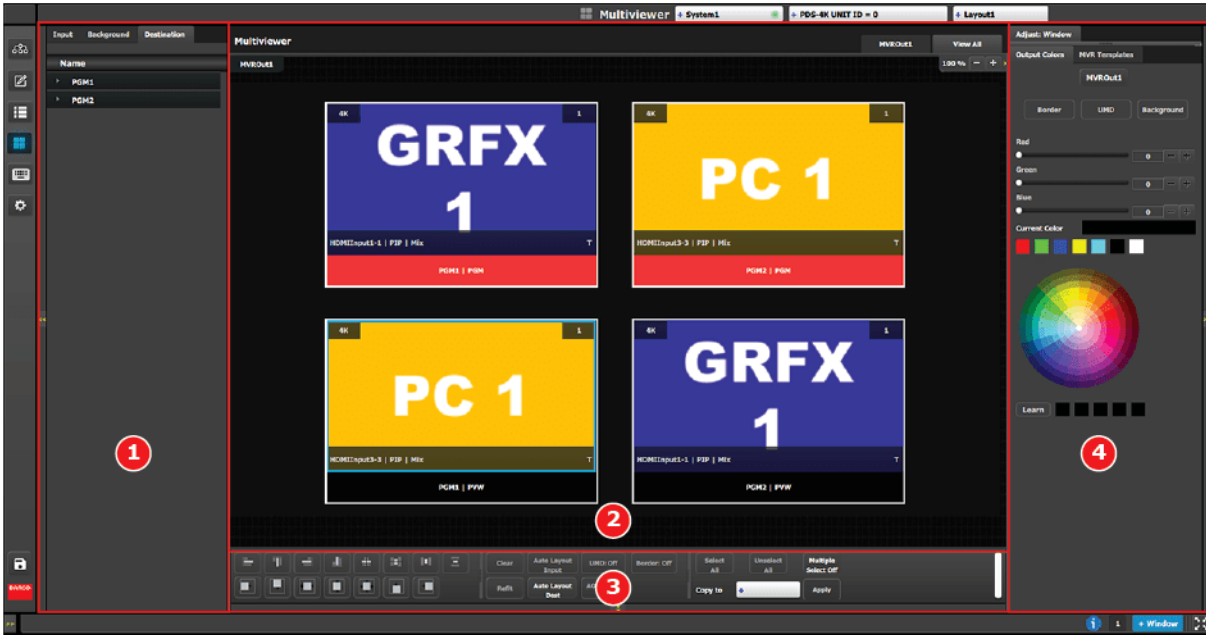 Multiviewer + System1 + PDS-4K UNIT ID = 0 + Layout1
Input Background Destination
Name
PGM1
PGM2
1
Multiviewer MVROut1 View All
MVROut1 100 % − +
4K 1
GRFX
1
HDMIInput1-1 | PIP | Mix T
PGM1 | PGM
4K 1
PC 1
HDMIInput3-3 | PIP | Mix T
PGM2 | PGM
4K 1
PC 1
HDMIInput3-3 | PIP | Mix T
PGM1 | PVW
4K 1
GRFX
1
HDMIInput1-1 | PIP | Mix T
PGM2 | PVW
2
Clear Auto Layout Input UMD: Off Border: Off Select All Unselect All Multiple Select Off
Refit Auto Layout Dest Copy to + Apply
3
Adjust: Window
Output Colors MVR Templates
MVROut1
Border UMD Background
Red
0 − +
Green
0 − +
Blue
0 − +
Current Color
Learn
4
BARCO
>> i 1 + Window